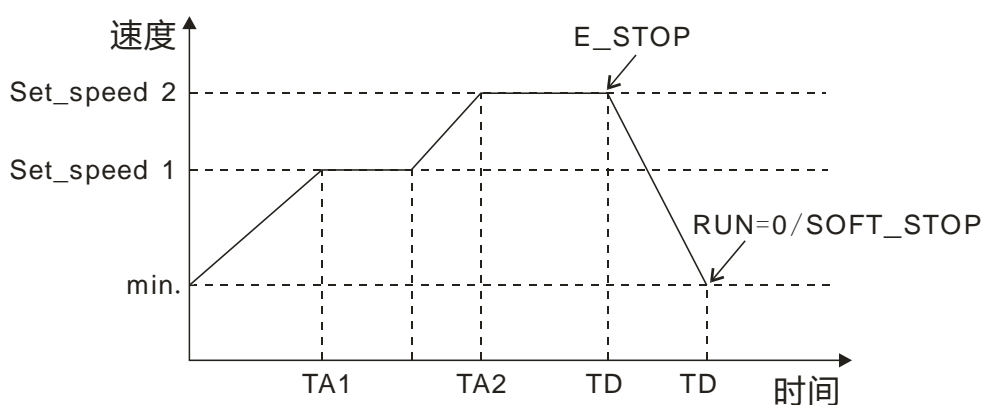 速度
E_STOP
Set_speed 2
Set_speed 1
RUN=0/SOFT_STOP
min.
TA1 TA2 TD TD
时间